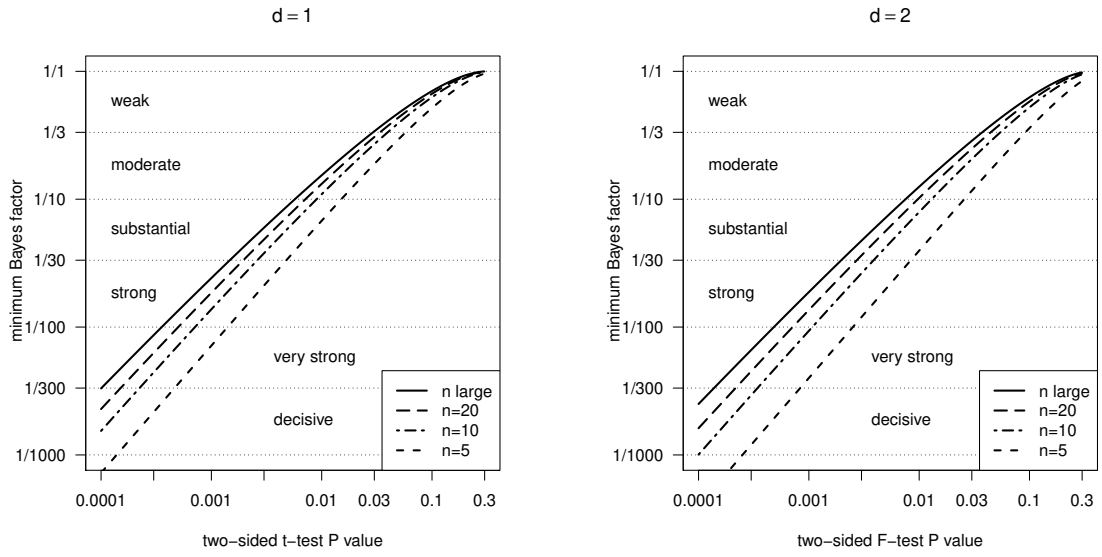 d = 1
minimum Bayes factor
1/1
1/3
1/10
1/30
1/100
1/300
1/1000
weak
moderate
substantial
strong
very strong
decisive
n large
n=20
n=10
n=5
0.0001
0.001
0.01
0.03
0.1
0.3
two−sided t−test P value
d = 2
minimum Bayes factor
1/1
1/3
1/10
1/30
1/100
1/300
1/1000
weak
moderate
substantial
strong
very strong
decisive
n large
n=20
n=10
n=5
0.0001
0.001
0.01
0.03
0.1
0.3
two−sided F−test P value